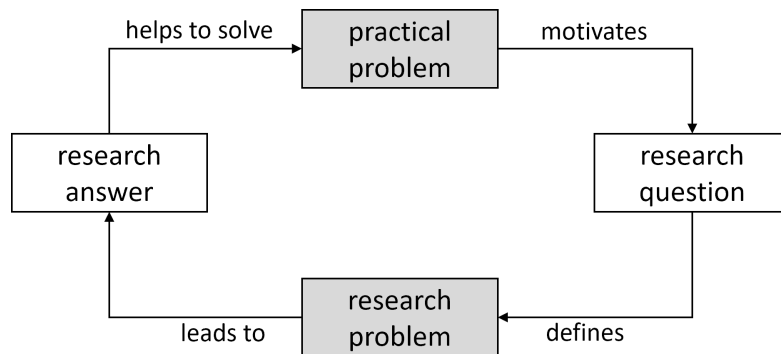 helps to solve
practical
problem
motivates
research
answer
research
question
leads to
research
problem
defines